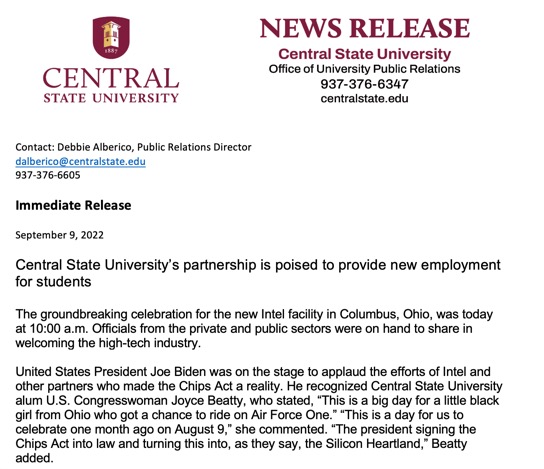 1887
CENTRAL
STATE UNIVERSITY
NEWS RELEASE
Central State University
Office of University Public Relations
937-376-6347
centralstate.edu
Contact: Debbie Alberico, Public Relations Director
dalberico@centralstate.edu
937-376-6605
Immediate Release
September 9, 2022
Central State University’s partnership is poised to provide new employment
for students
The groundbreaking celebration for the new Intel facility in Columbus, Ohio, was today
at 10:00 a.m. Officials from the private and public sectors were on hand to share in
welcoming the high-tech industry.
United States President Joe Biden was on the stage to applaud the efforts of Intel and
other partners who made the Chips Act a reality. He recognized Central State University
alum U.S. Congresswoman Joyce Beatty, who stated, “This is a big day for a little black
girl from Ohio who got a chance to ride on Air Force One.” “This is a day for us to
celebrate one month ago on August 9,” she commented. “The president signing the
Chips Act into law and turning this into, as they say, the Silicon Heartland,” Beatty
added.